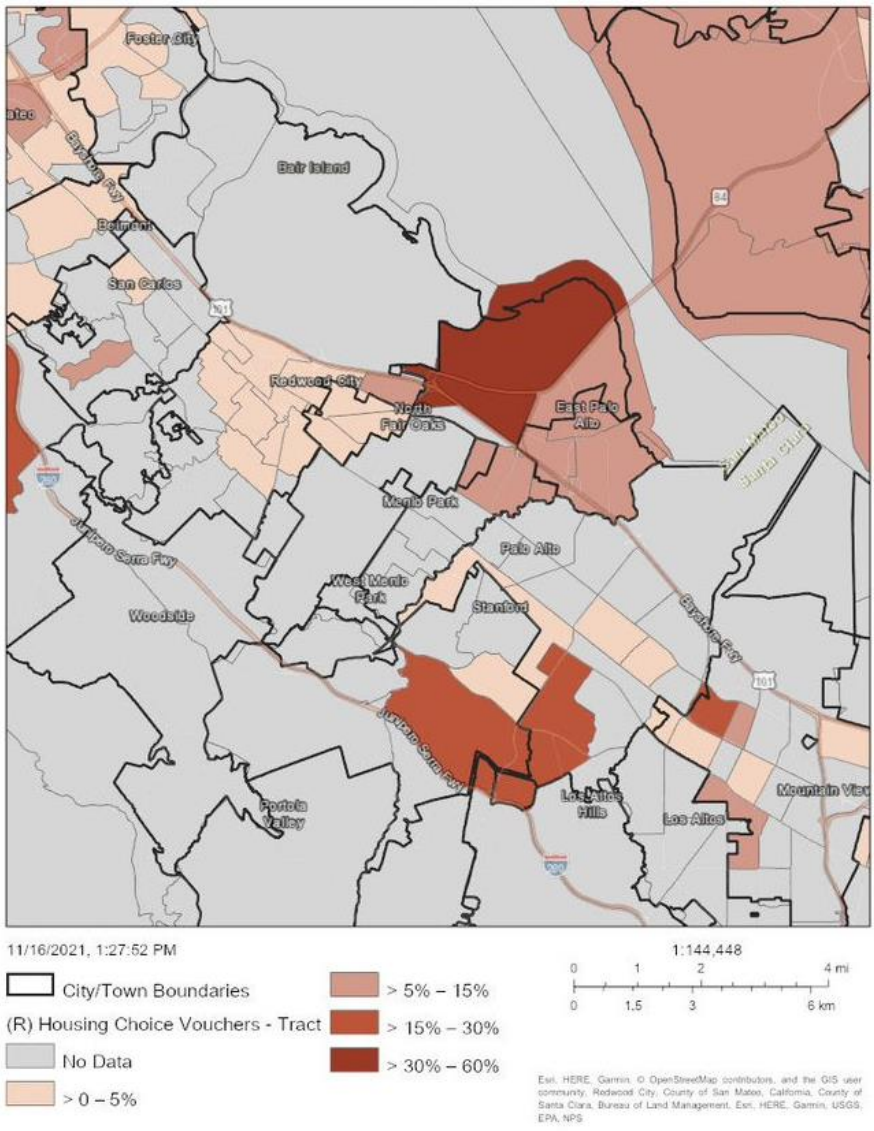 Foster City
ateo
Bayshore Fwy
Bair Island
84
Belmont
San Carlos
101
Redwood City
North
Fair Oaks
East Palo
Alto
San Mateo
Santa Clara
280
Menlo Park
Junipero Serra Fwy
Palo Alto
West Menlo
Park
Stanford
Woodside
Bayshore Fwy
101
Junipero Serra Fwy
Portola
Valley
Los Altos
Hills
Los Altos
Mountain View
280
11/16/2021, 1:27:52 PM
1:144,448
0 1 2 4 mi
0 1.5 3 6 km
City/Town Boundaries
(R) Housing Choice Vouchers - Tract
No Data
> 0 – 5%
> 5% – 15%
> 15% – 30%
> 30% – 60%
Esri, HERE, Garmin, © OpenStreetMap contributors, and the GIS user
community, Redwood City, County of San Mateo, California, County of
Santa Clara, Bureau of Land Management, Esri, HERE, Garmin, USGS,
EPA, NPS